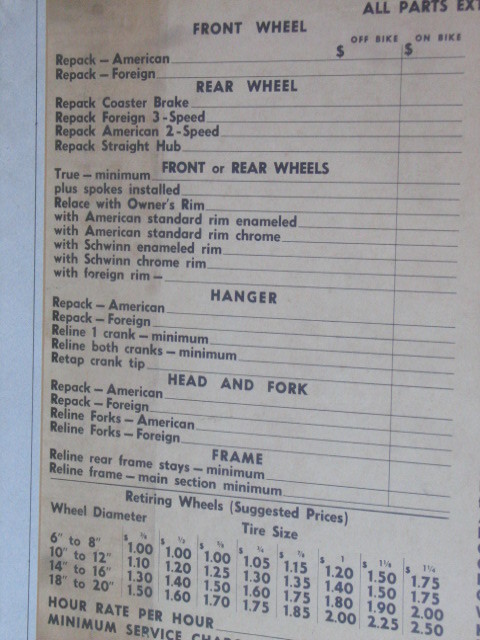 ALL PARTS
FRONT WHEEL
OFF BIKE ON BIKE
$ $
Repack – American
Repack – Foreign
REAR WHEEL
Repack Coaster Brake
Repack Foreign 3-Speed
Repack American 2-Speed
Repack Straight Hub
FRONT or REAR WHEELS
True – minimum
plus spokes installed
Relace with Owner's Rim
with American standard rim enameled
with American standard rim chrome
with Schwinn enameled rim
with Schwinn chrome rim
with foreign rim –
HANGER
Repack – American
Repack – Foreign
Reline 1 crank – minimum
Reline both cranks – minimum
Retap crank tip
HEAD AND FORK
Repack – American
Repack – Foreign
Reline Forks – American
Reline Forks – Foreign
FRAME
Reline rear frame stays – minimum
Reline frame – main section minimum
Retiring Wheels (Suggested Prices)
Wheel Diameter Tire Size
6" to 8" $ 1.00 $ 1.00 $ 1.00 $ 1.05 $ 1.15 $ 1.20 $ 1.50 $ 1.75
10" to 12" 1.10 1.20 1.25 1.30 1.35 1.40 1.50
14" to 16" 1.30 1.40 1.50 1.60 1.75 1.80 1.90 2.00
18" to 20" 1.50 1.60 1.70 1.75 1.85 2.00 2.25 2.50
HOUR RATE PER HOUR
MINIMUM SERVICE